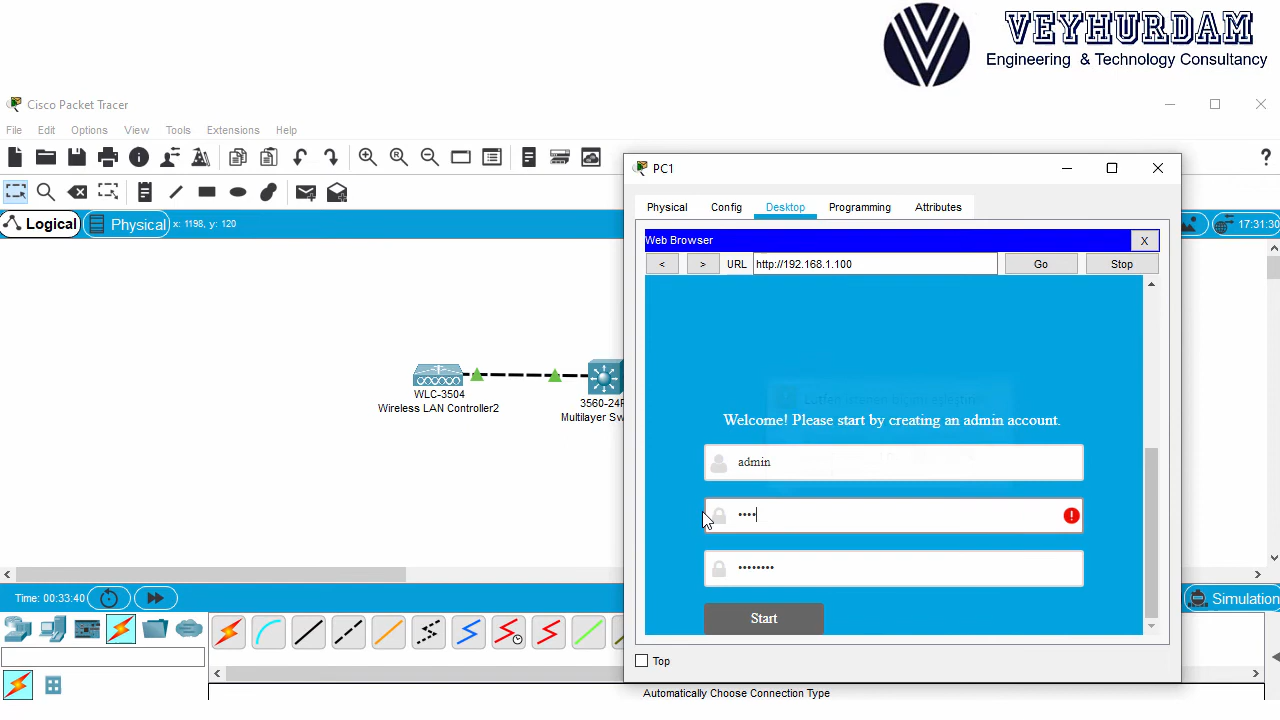 VEYHURDAM
Engineering & Technology Consultancy
Cisco Packet Tracer
File Edit Options View Tools Extensions Help
?
Logical
Physical
x: 1198, y: 120
17:31:30
PC1
Physical Config Desktop Programming Attributes
Web Browser
X
< > URL http://192.168.1.100 Go Stop
WLC-3504
Wireless LAN Controller2
3560-24P
Multilayer Sw
Welcome! Please start by creating an admin account.
admin
••••
••••••••
Start
Top
Time: 00:33:40
Simulation
Automatically Choose Connection Type